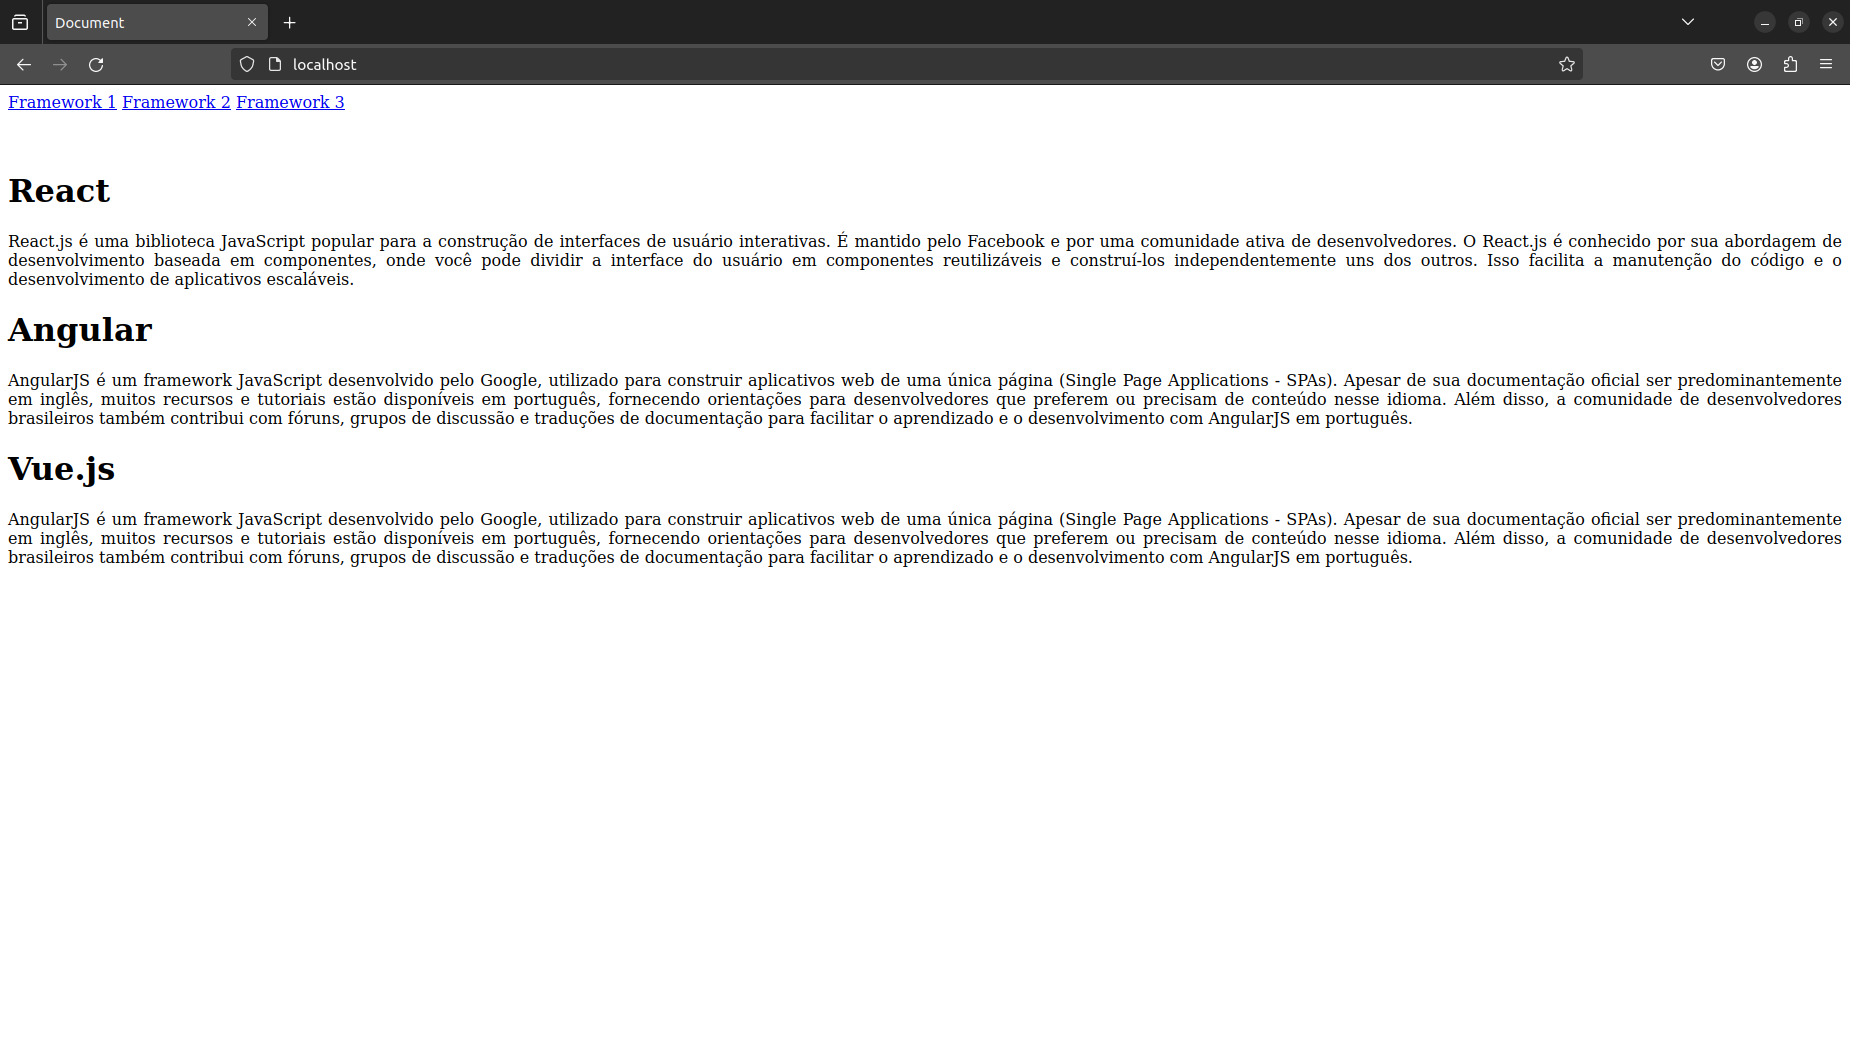 Document
localhost
Framework 1 Framework 2 Framework 3
React
React.js é uma biblioteca JavaScript popular para a construção de interfaces de usuário interativas. É mantido pelo Facebook e por uma comunidade ativa de desenvolvedores. O React.js é conhecido por sua abordagem de
desenvolvimento baseada em componentes, onde você pode dividir a interface do usuário em componentes reutilizáveis e construí-los independentemente uns dos outros. Isso facilita a manutenção do código e o
desenvolvimento de aplicativos escaláveis.
Angular
AngularJS é um framework JavaScript desenvolvido pelo Google, utilizado para construir aplicativos web de uma única página (Single Page Applications - SPAs). Apesar de sua documentação oficial ser predominantemente
em inglês, muitos recursos e tutoriais estão disponíveis em português, fornecendo orientações para desenvolvedores que preferem ou precisam de conteúdo nesse idioma. Além disso, a comunidade de desenvolvedores
brasileiros também contribui com fóruns, grupos de discussão e traduções de documentação para facilitar o aprendizado e o desenvolvimento com AngularJS em português.
Vue.js
AngularJS é um framework JavaScript desenvolvido pelo Google, utilizado para construir aplicativos web de uma única página (Single Page Applications - SPAs). Apesar de sua documentação oficial ser predominantemente
em inglês, muitos recursos e tutoriais estão disponíveis em português, fornecendo orientações para desenvolvedores que preferem ou precisam de conteúdo nesse idioma. Além disso, a comunidade de desenvolvedores
brasileiros também contribui com fóruns, grupos de discussão e traduções de documentação para facilitar o aprendizado e o desenvolvimento com AngularJS em português.